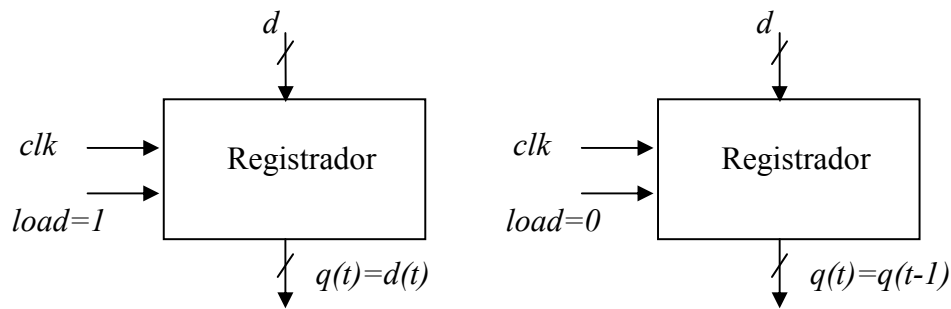 d
clk
Registrador
load=1
q(t)=d(t)
d
clk
Registrador
load=0
q(t)=q(t-1)